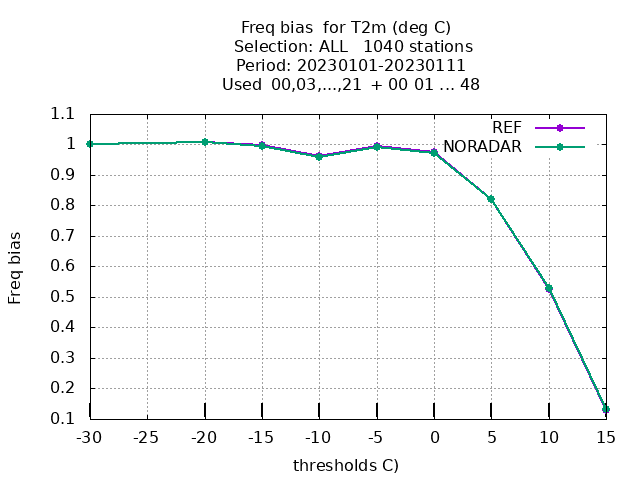 Freq bias  for T2m (deg C)
Selection: ALL   1040 stations
Period: 20230101-20230111
Used  00,03,...,21  + 00 01 ... 48
REF
NORADAR
Freq bias
1.1
1
0.9
0.8
0.7
0.6
0.5
0.4
0.3
0.2
0.1
-30 -25 -20 -15 -10 -5 0 5 10 15
thresholds C)